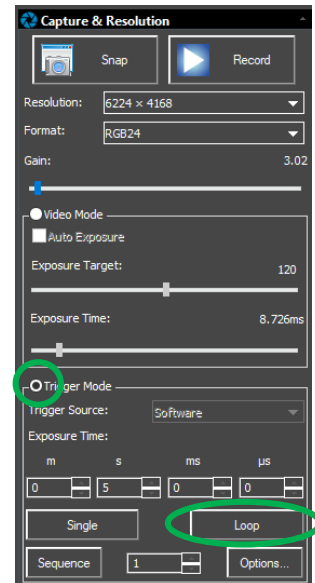 Capture & Resolution
Snap Record
Resolution: 6224 × 4168
Format: RGB24
Gain: 3.02
Video Mode
Auto Exposure
Exposure Target: 120
Exposure Time: 8.726ms
Trigger Mode
Trigger Source: Software
Exposure Time:
m s ms µs
0 5 0 0
Single Loop
Sequence 1 Options...